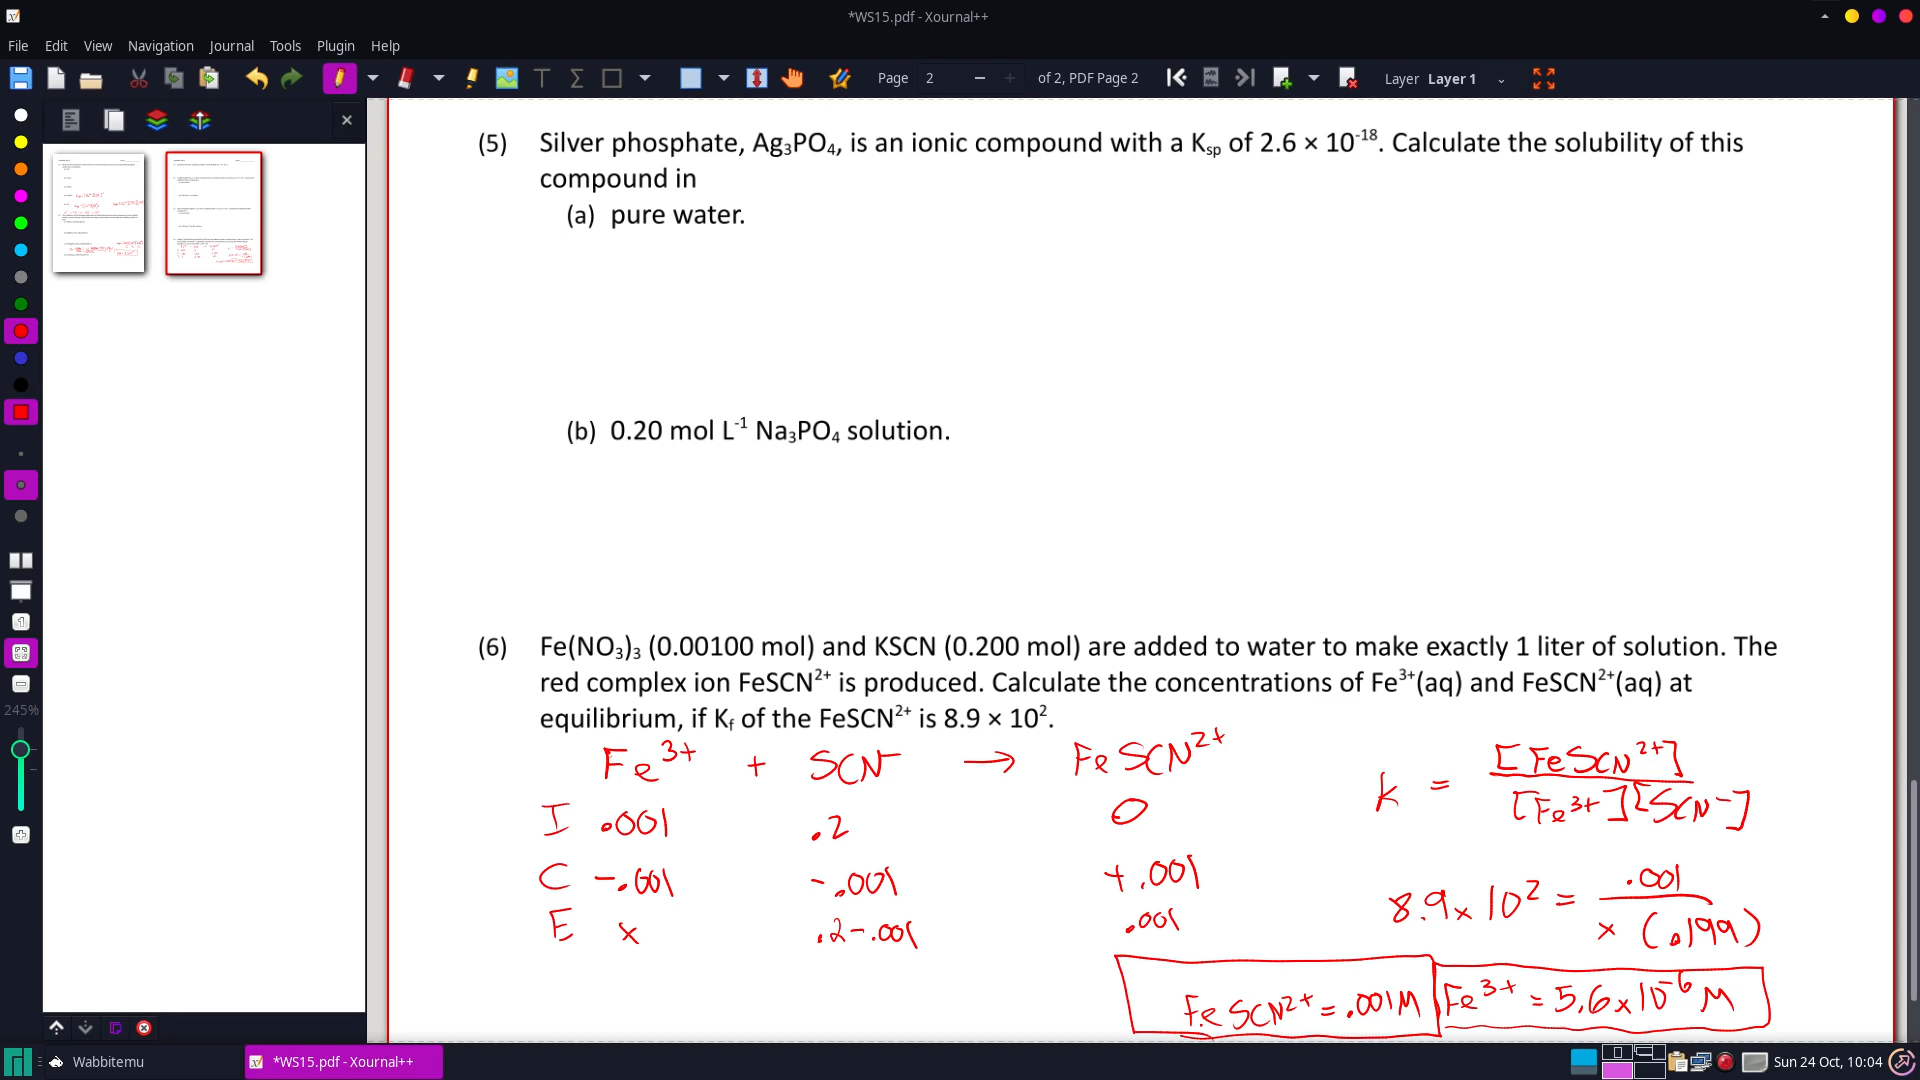 *WS15.pdf - Xournal++
File Edit View Navigation Journal Tools Plugin Help
Page 2 of 2, PDF Page 2 Layer Layer 1
(5) Silver phosphate, Ag₃PO₄, is an ionic compound with a Kₛₚ of 2.6 × 10⁻¹⁸. Calculate the solubility of this
compound in
(a) pure water.
(b) 0.20 mol L⁻¹ Na₃PO₄ solution.
(6) Fe(NO₃)₃ (0.00100 mol) and KSCN (0.200 mol) are added to water to make exactly 1 liter of solution. The
red complex ion FeSCN²⁺ is produced. Calculate the concentrations of Fe³⁺(aq) and FeSCN²⁺(aq) at
equilibrium, if K_f of the FeSCN²⁺ is 8.9 × 10².
Fe³⁺ + SCN⁻ → FeSCN²⁺
I .001 .2 0
C -.001 -.001 +.001
E x .2-.001 .001
k = [FeSCN²⁺] / [Fe³⁺][SCN⁻]
8.9x10² = .001 / x (.199)
FeSCN²⁺ = .001M Fe³⁺ = 5.6x10⁻⁶ M
245%
Wabbitemu *WS15.pdf - Xournal++ Sun 24 Oct, 10:04